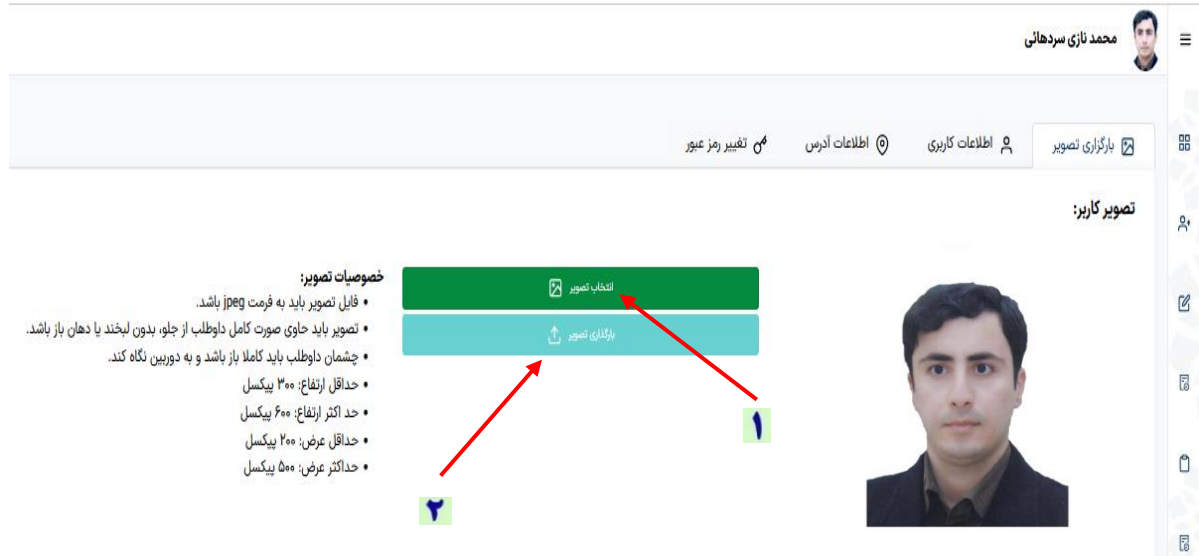 محمد نازی سردهائی
بارگزاری تصویر
اطلاعات کاربری
اطلاعات آدرس
تغییر رمز عبور
تصویر کاربر:
انتخاب تصویر
بارگذاری تصویر
۱
۲
خصوصیات تصویر:
• فایل تصویر باید به فرمت jpeg باشد.
• تصویر باید حاوی صورت کامل داوطلب از جلو، بدون لبخند یا دهان باز باشد.
• چشمان داوطلب باید کاملا باز باشد و به دوربین نگاه کند.
• حداقل ارتفاع: ۳۰۰ پیکسل
• حد اکثر ارتفاع: ۶۰۰ پیکسل
• حداقل عرض: ۲۰۰ پیکسل
• حداکثر عرض: ۵۰۰ پیکسل